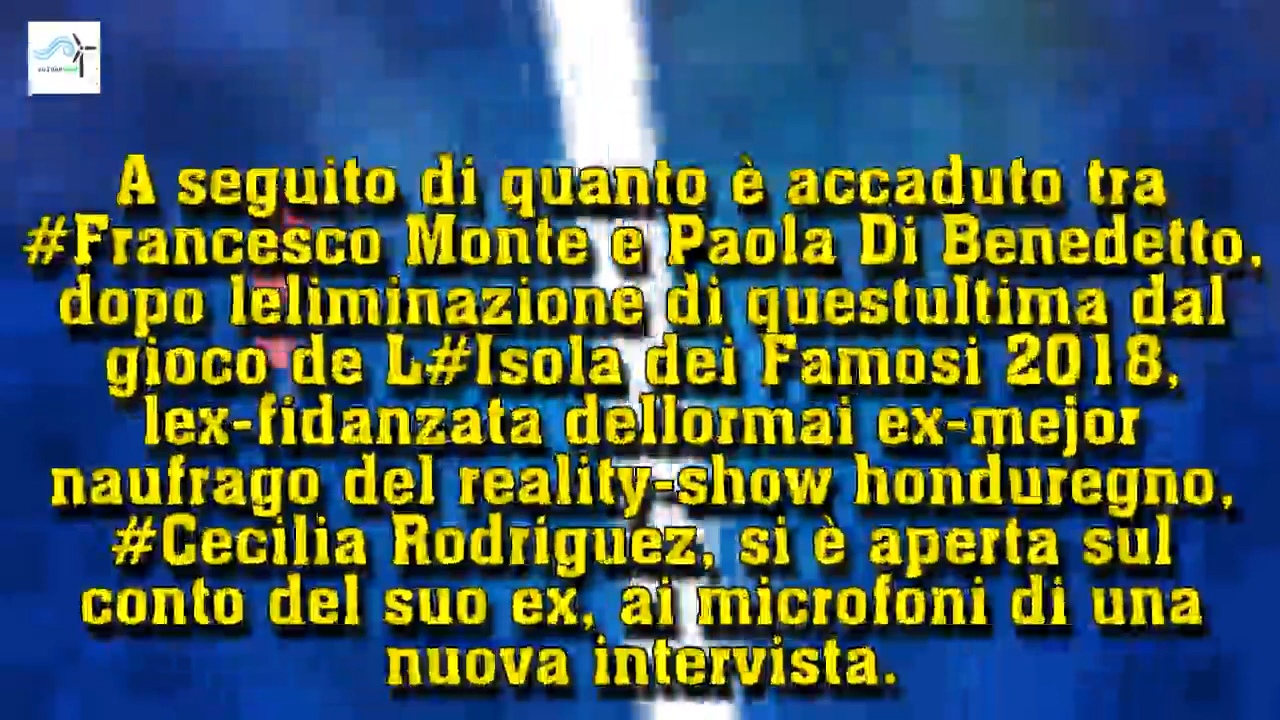 A seguito di quanto è accaduto tra
#Francesco Monte e Paola Di Benedetto,
dopo leliminazione di questultima dal
gioco de L#Isola dei Famosi 2018,
lex-fidanzata dellormai ex-mejor
naufrago del reality-show honduregno,
#Cecilia Rodriguez, si è aperta sul
conto del suo ex, ai microfoni di una
nuova intervista.